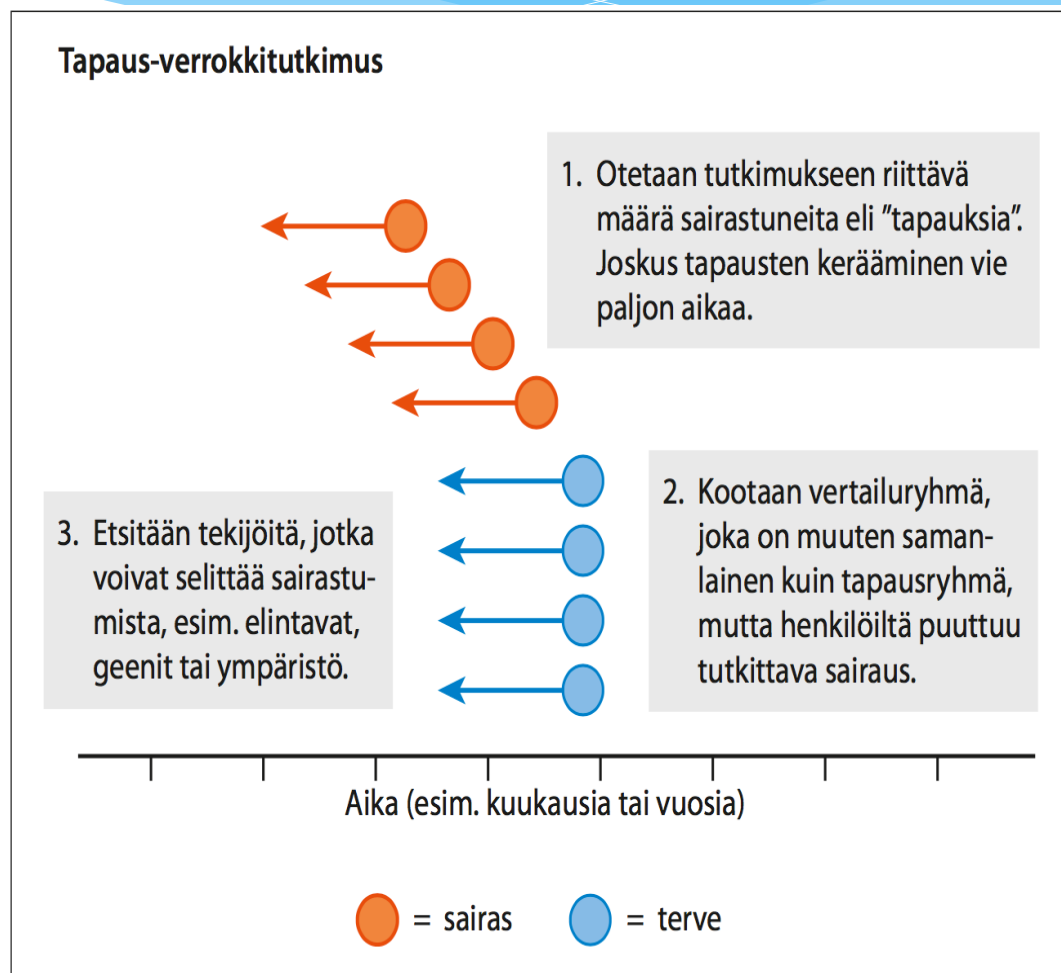 Tapaus-verrokkitutkimus
1. Otetaan tutkimukseen riittävä
määrä sairastuneita eli ”tapauksia”.
Joskus tapausten kerääminen vie
paljon aikaa.
2. Kootaan vertailuryhmä,
joka on muuten saman-
lainen kuin tapausryhmä,
mutta henkilöiltä puuttuu
tutkittava sairaus.
3. Etsitään tekijöitä, jotka
voivat selittää sairastu-
mista, esim. elintavat,
geenit tai ympäristö.
Aika (esim. kuukausia tai vuosia)
= sairas
= terve